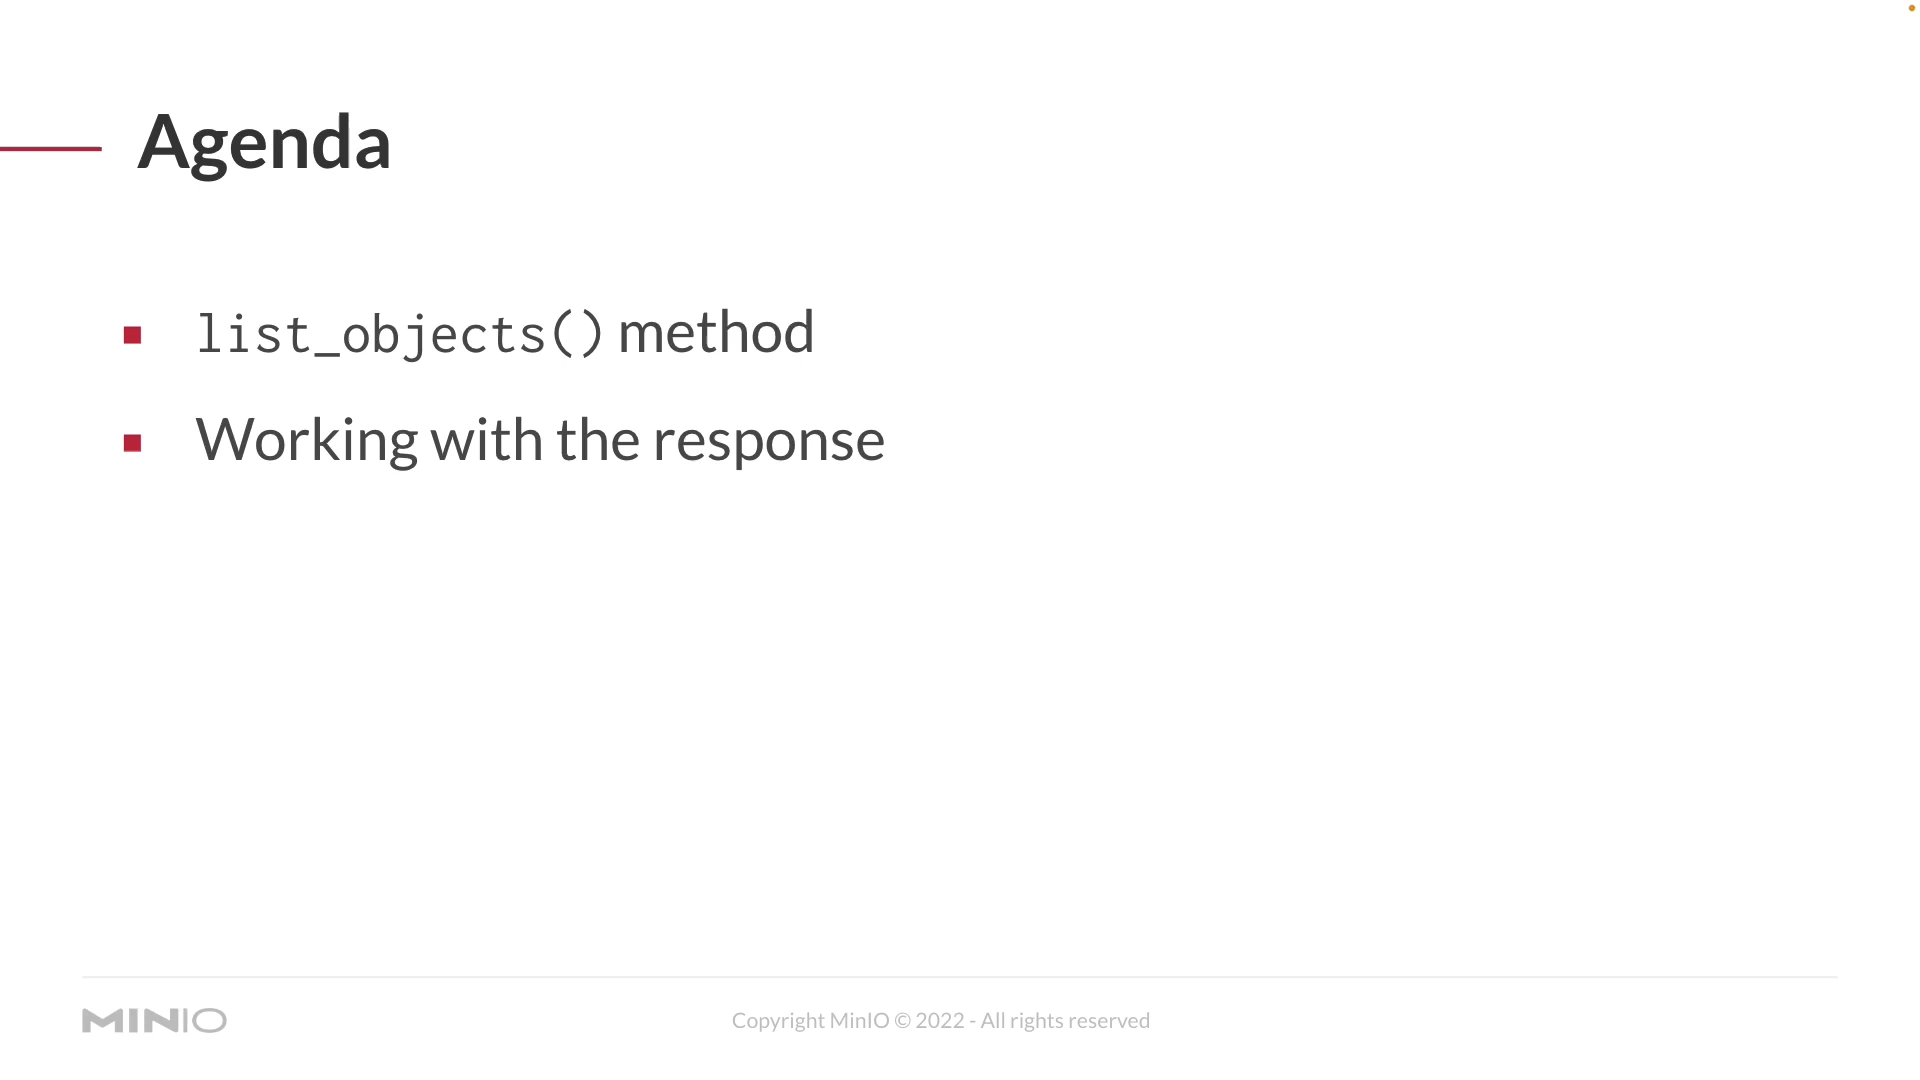 Agenda
list_objects() method
Working with the response
MINIO
Copyright MinIO © 2022 - All rights reserved